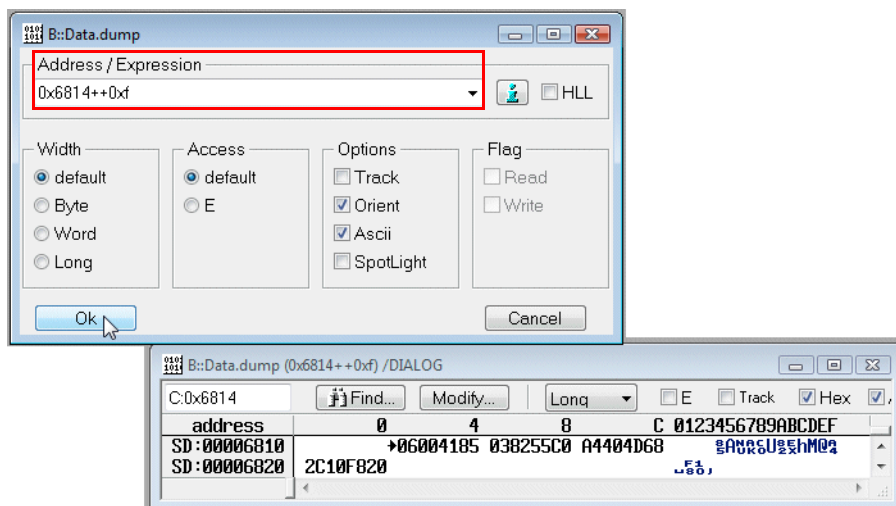 B::Data.dump
Address / Expression
0x6814++0xf
i HLL
Width Access Options Flag
default default Track Read
Byte E Orient Write
Word Ascii
Long SpotLight
Ok Cancel
B::Data.dump (0x6814++0xf) /DIALOG
C:0x6814 Find... Modify... Long E Track Hex
address 0 4 8 C 0123456789ABCDEF
SD:00006810 06004185 038255C0 A4404D68
SD:00006820 2C10F820